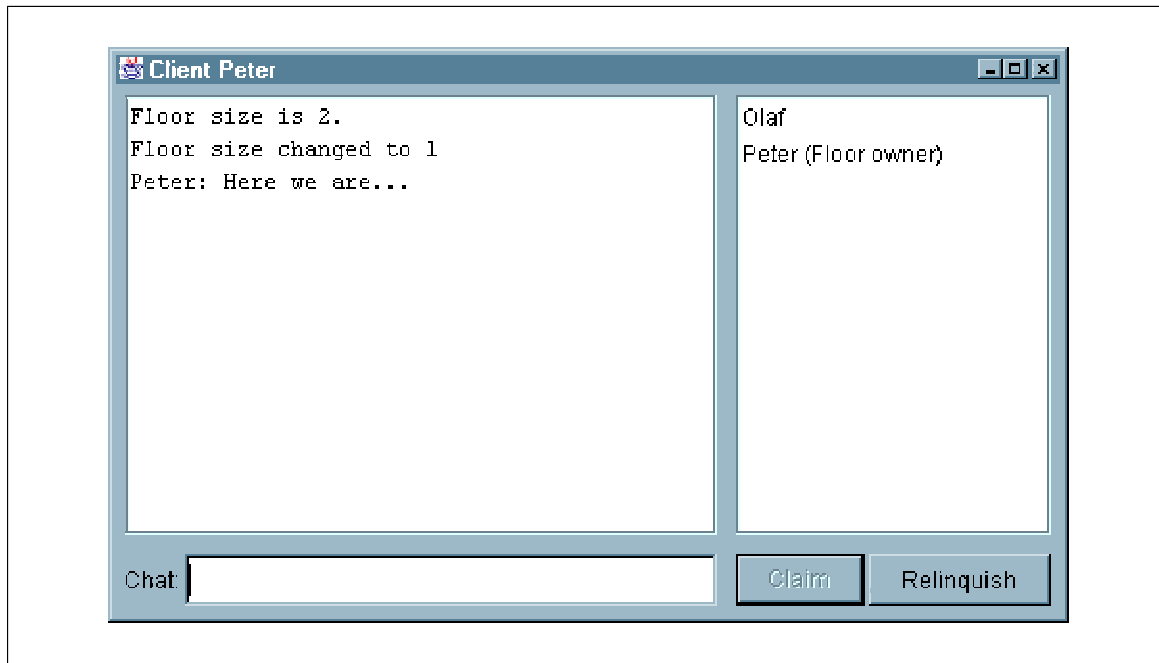 Client Peter
Floor size is 2.
Floor size changed to 1
Peter: Here we are...
Olaf
Peter (Floor owner)
Chat:
Claim
Relinquish